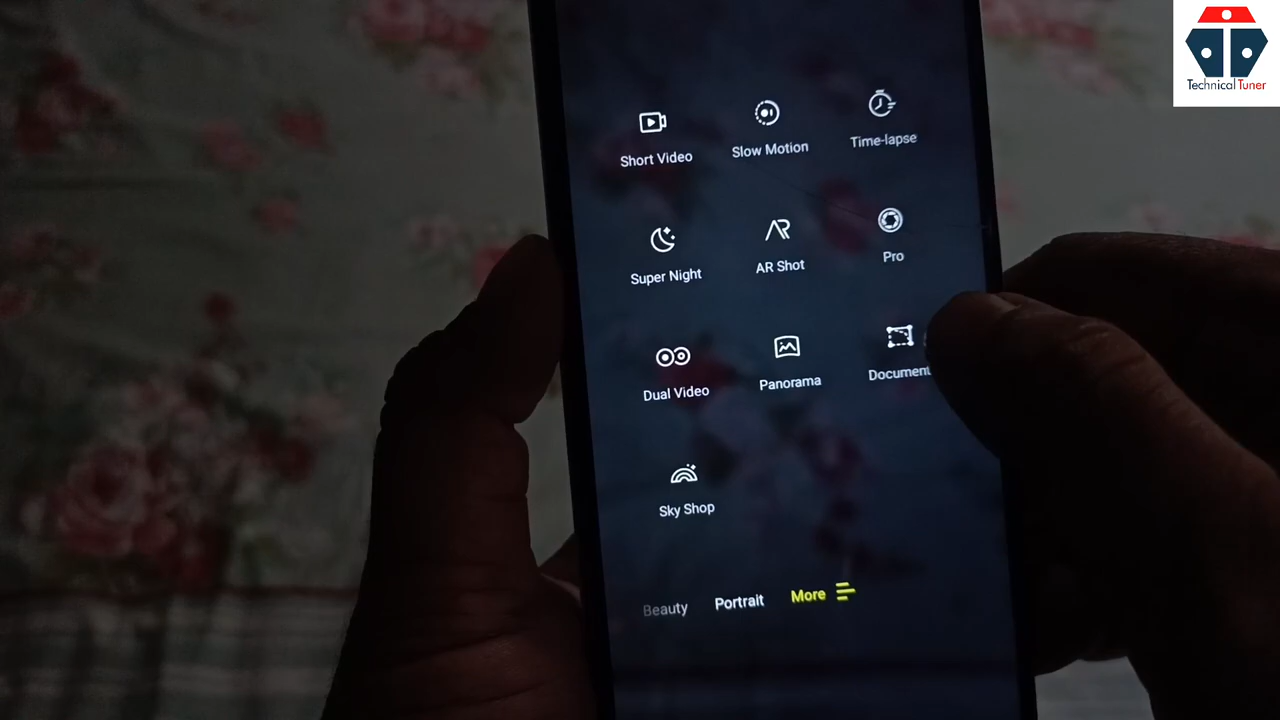 Technical Tuner
Short Video
Slow Motion
Time-lapse
Super Night
AR Shot
Pro
Dual Video
Panorama
Document
Sky Shop
Beauty
Portrait
More